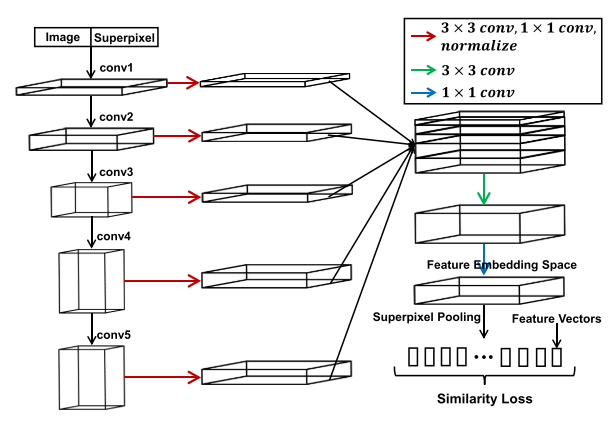 Image Superpixel
conv1
conv2
conv3
conv4
conv5
3 × 3 conv, 1 × 1 conv,
normalize
3 × 3 conv
1 × 1 conv
Feature Embedding Space
Superpixel Pooling
Feature Vectors
...
Similarity Loss